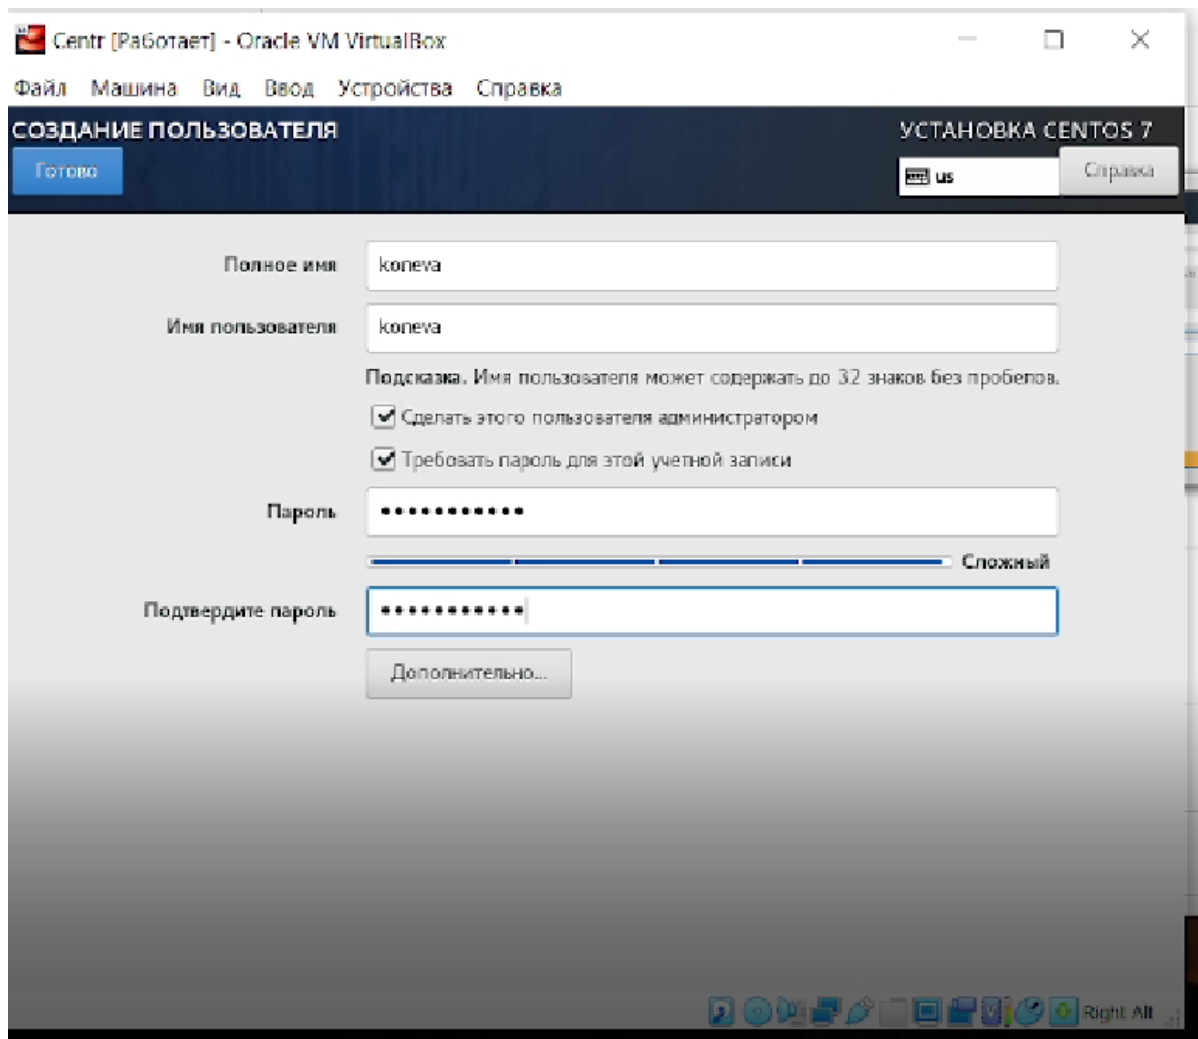 Centr [Работает] - Oracle VM VirtualBox
Файл Машина Вид Ввод Устройства Справка
СОЗДАНИЕ ПОЛЬЗОВАТЕЛЯ
УСТАНОВКА CENTOS 7
Готово
us
Справка
Полное имя koneva
Имя пользователя koneva
Подсказка. Имя пользователя может содержать до 32 знаков без пробелов.
Сделать этого пользователя администратором
Требовать пароль для этой учетной записи
Пароль •••••••••••
Сложный
Подтвердите пароль •••••••••••
Дополнительно...
Right Alt